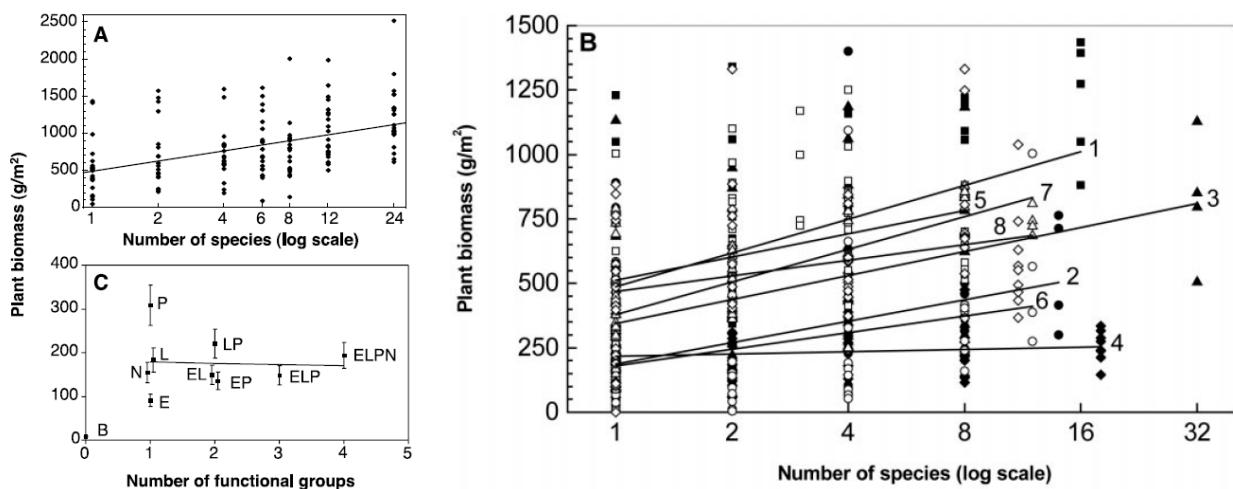 A
2500
2000
1500
1000
500
0
1 2 4 6 8 12 24
Number of species (log scale)
Plant biomass (g/m²)
C
400
300
200
100
0
P
L
N
E
B
LP
EL
EP
ELP
ELPN
0 1 2 3 4 5
Number of functional groups
B
1500
1250
1000
750
500
250
0
Plant biomass (g/m²)
1
5
7
3
8
2
6
4
1 2 4 8 16 32
Number of species (log scale)